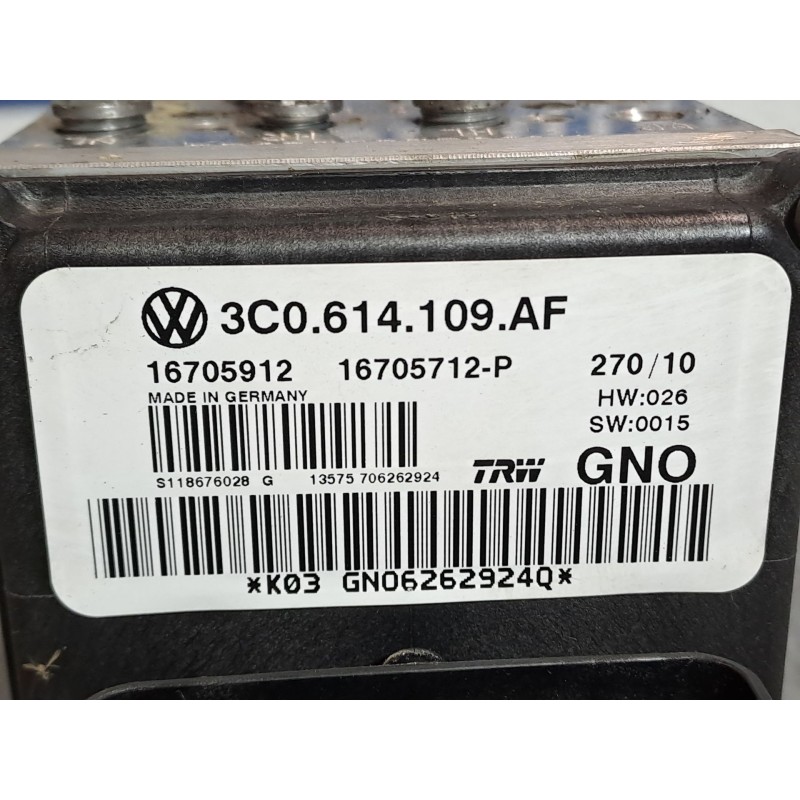 3C0.614.109.AF
16705912 16705712-P 270/10
MADE IN GERMANY HW:026
SW:0015
S118676028 G 13575 706262924 TRW GNO
*K03 GNO6262924Q*